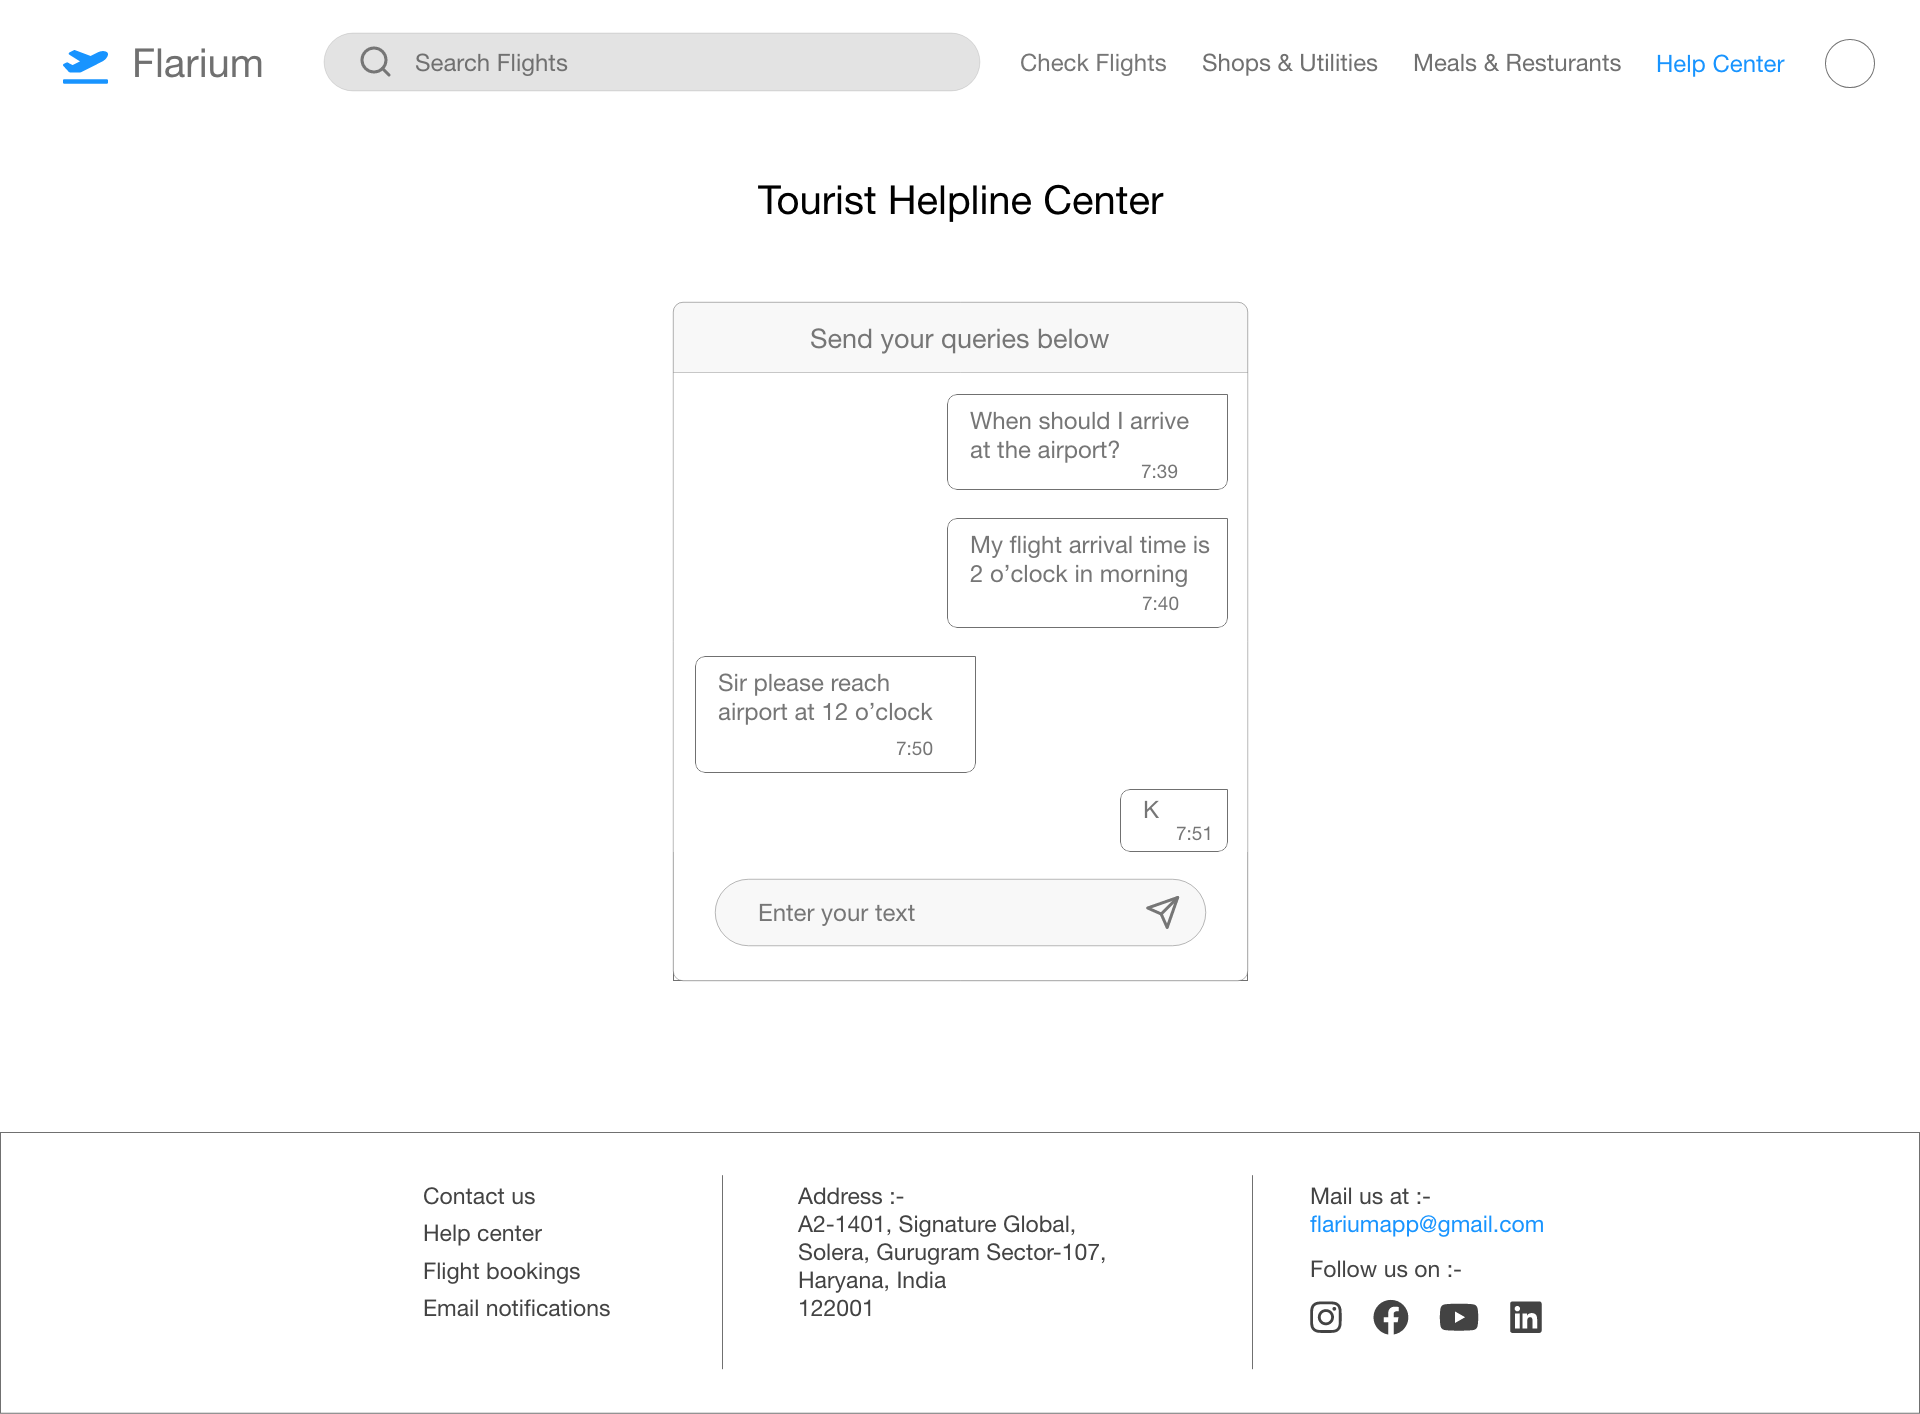 Flarium
Search Flights
Check Flights
Shops & Utilities
Meals & Resturants
Help Center
Tourist Helpline Center
Send your queries below
When should I arrive
at the airport?
7:39
My flight arrival time is
2 o’clock in morning
7:40
Sir please reach
airport at 12 o’clock
7:50
K
7:51
Enter your text
Contact us
Help center
Flight bookings
Email notifications
Address :-
A2-1401, Signature Global,
Solera, Gurugram Sector-107,
Haryana, India
122001
Mail us at :-
flariumapp@gmail.com
Follow us on :-